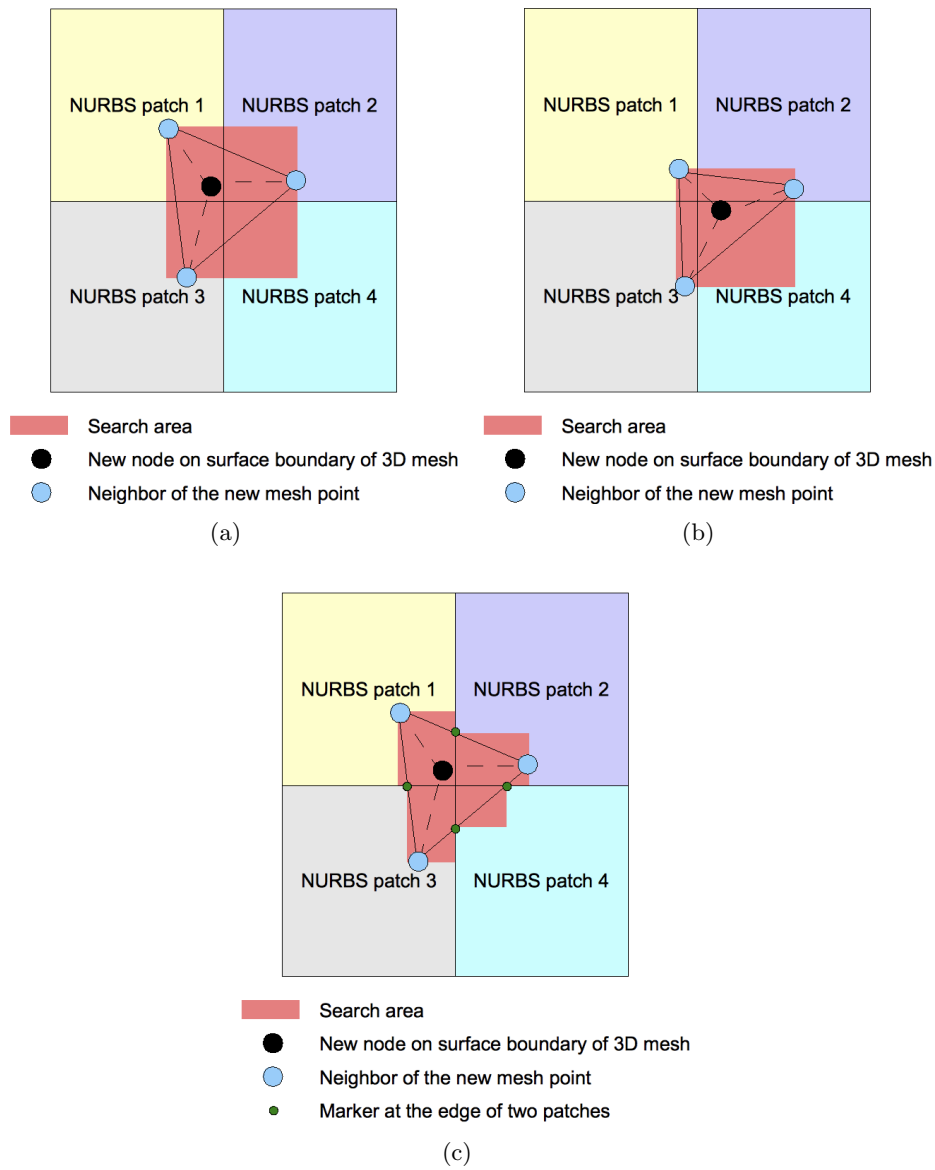 NURBS patch 1
NURBS patch 2
NURBS patch 3
NURBS patch 4
Search area
New node on surface boundary of 3D mesh
Neighbor of the new mesh point
(a)
NURBS patch 1
NURBS patch 2
NURBS patch 3
NURBS patch 4
Search area
New node on surface boundary of 3D mesh
Neighbor of the new mesh point
(b)
NURBS patch 1
NURBS patch 2
NURBS patch 3
NURBS patch 4
Search area
New node on surface boundary of 3D mesh
Neighbor of the new mesh point
Marker at the edge of two patches
(c)